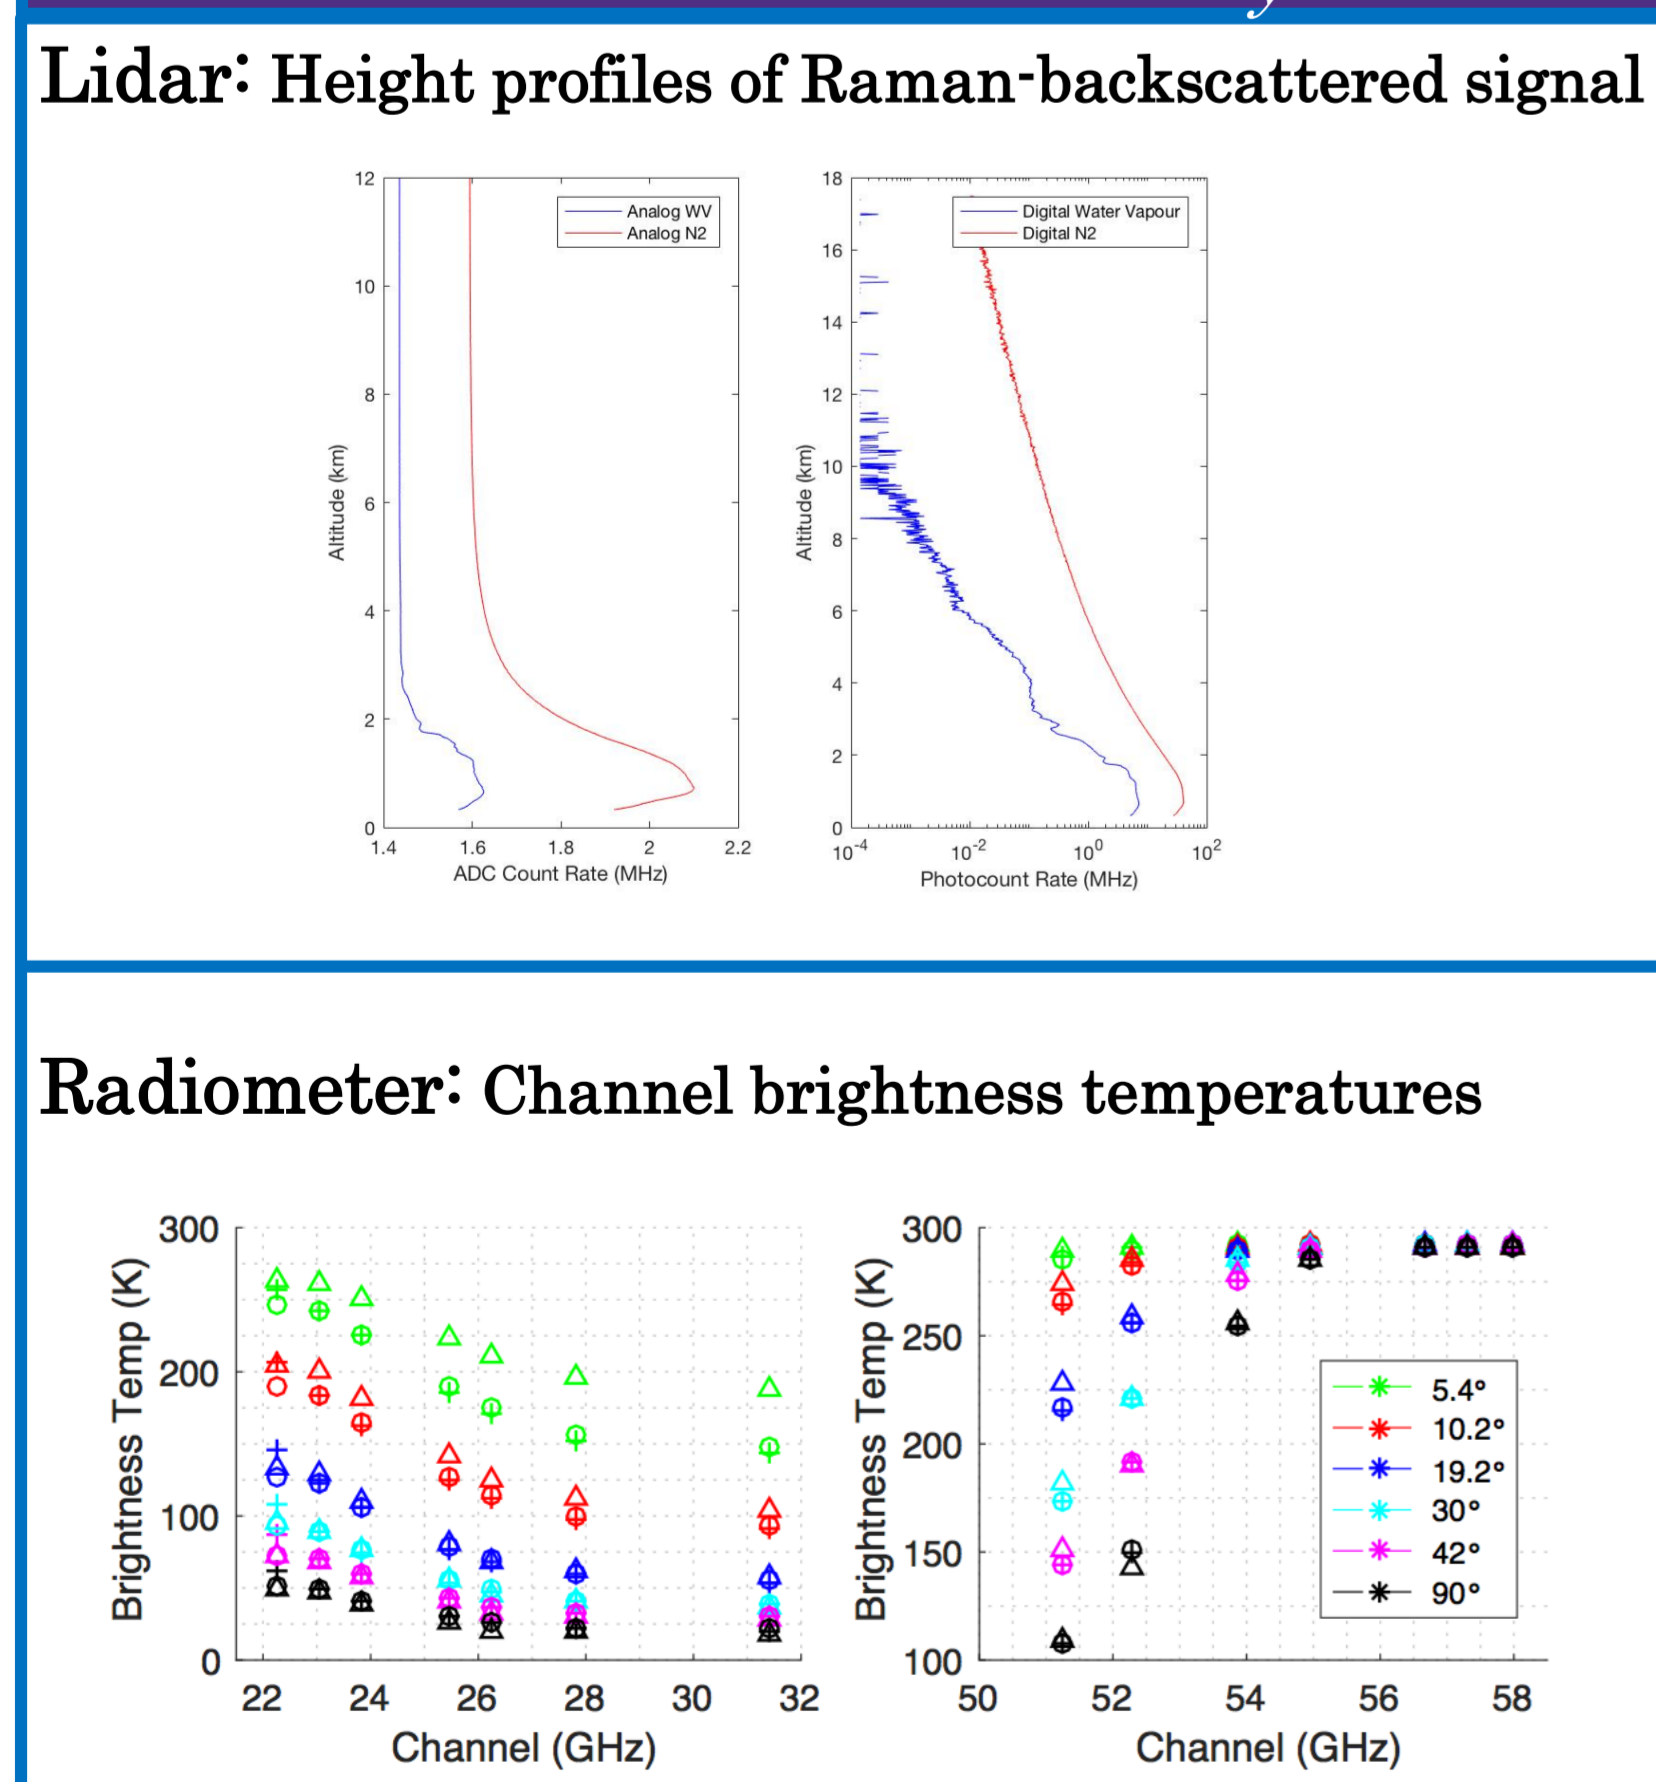 y
Lidar: Height profiles of Raman-backscattered signal
12
10
8
6
4
2
0
Altitude (km)
Analog WV
Analog N2
1.4 1.6 1.8 2 2.2
ADC Count Rate (MHz)
18
16
14
12
10
8
6
4
2
0
Altitude (km)
Digital Water Vapour
Digital N2
10-4 10-2 100 102
Photocount Rate (MHz)
Radiometer: Channel brightness temperatures
300
200
100
0
Brightness Temp (K)
22 24 26 28 30 32
Channel (GHz)
300
250
200
150
100
Brightness Temp (K)
5.4°
10.2°
19.2°
30°
42°
90°
50 52 54 56 58
Channel (GHz)